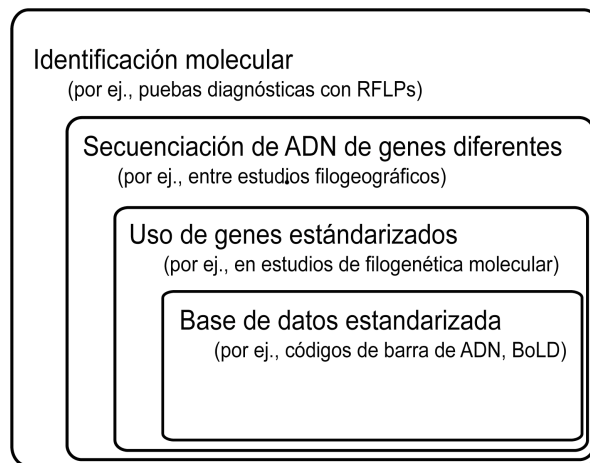 Identificación molecular
(por ej., puebas diagnósticas con RFLPs)
Secuenciación de ADN de genes diferentes
(por ej., entre estudios filogeográficos)
Uso de genes estándarizados
(por ej., en estudios de filogenética molecular)
Base de datos estandarizada
(por ej., códigos de barra de ADN, BoLD)